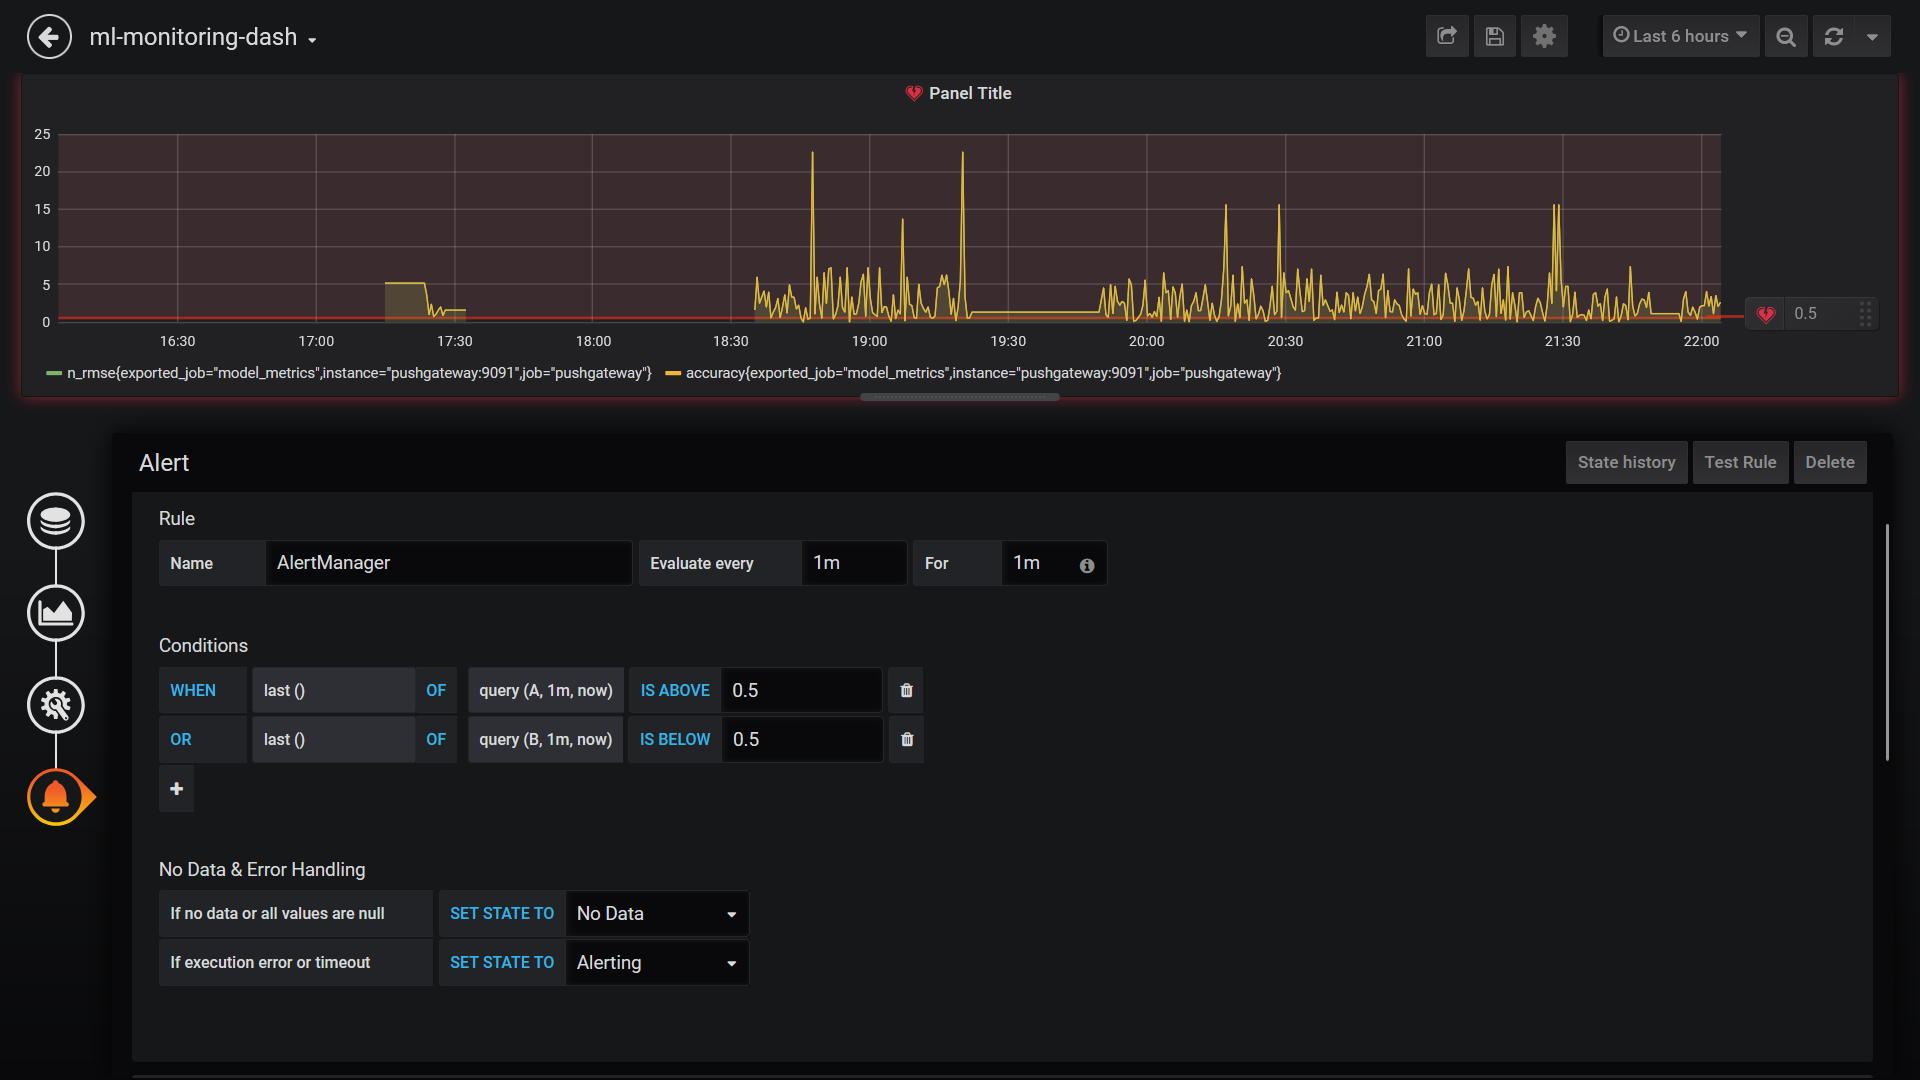 ml-monitoring-dash
Last 6 hours
Panel Title
25
20
15
10
5
0
0.5
16:30 17:00 17:30 18:00 18:30 19:00 19:30 20:00 20:30 21:00 21:30 22:00
n_rmse{exported_job="model_metrics",instance="pushgateway:9091",job="pushgateway"} accuracy{exported_job="model_metrics",instance="pushgateway:9091",job="pushgateway"}
Alert
State history Test Rule Delete
Rule
Name AlertManager Evaluate every 1m For 1m
Conditions
WHEN last () OF query (A, 1m, now) IS ABOVE 0.5
OR last () OF query (B, 1m, now) IS BELOW 0.5
No Data & Error Handling
If no data or all values are null SET STATE TO No Data
If execution error or timeout SET STATE TO Alerting